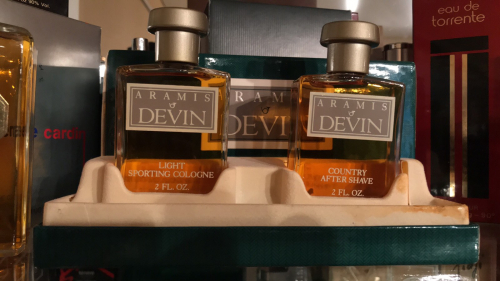 eau de
torrente
ARAMIS
DEVIN
LIGHT
SPORTING COLOGNE
2 FL. OZ.
ARAMIS
DEVIN
ARAMIS
DEVIN
COUNTRY
AFTER SHAVE
2 FL. OZ.